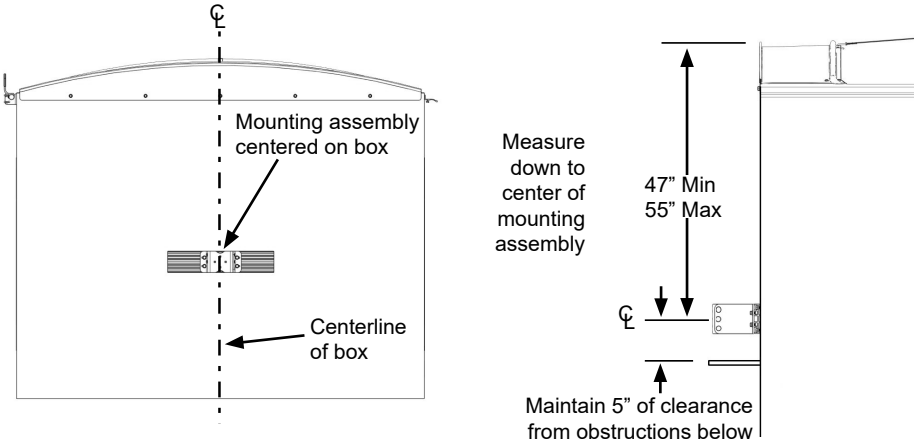 ℄
Mounting assembly
centered on box
Centerline
of box
Measure
down to
center of
mounting
assembly
47” Min
55” Max
℄
Maintain 5” of clearance
from obstructions below